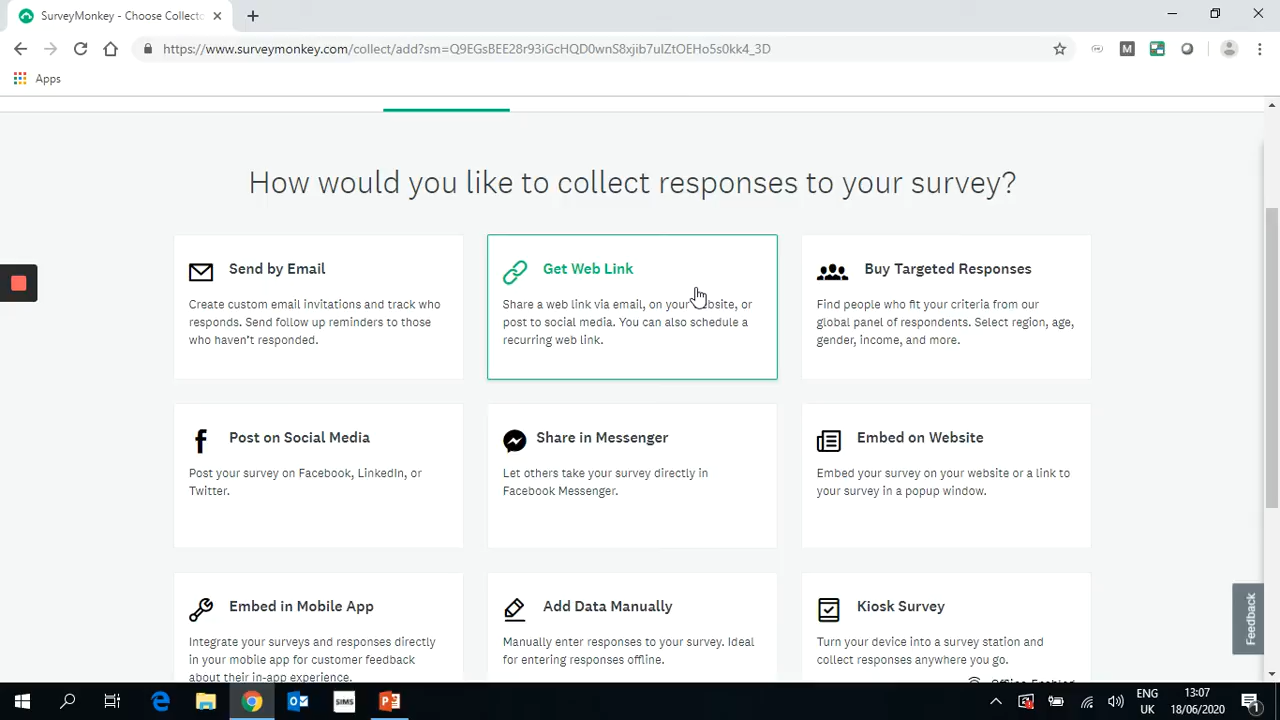 SurveyMonkey - Choose Collecto
https://www.surveymonkey.com/collect/add?sm=Q9EGsBEE28r93iGcHQD0wnS8xjib7uIZtOEHo5s0kk4_3D
M
Apps
How would you like to collect responses to your survey?
Send by Email
Create custom email invitations and track who
responds. Send follow up reminders to those
who haven't responded.
Get Web Link
Share a web link via email, on your website, or
post to social media. You can also schedule a
recurring web link.
Buy Targeted Responses
Find people who fit your criteria from our
global panel of respondents. Select region, age,
gender, income, and more.
Post on Social Media
Post your survey on Facebook, LinkedIn, or
Twitter.
Share in Messenger
Let others take your survey directly in
Facebook Messenger.
Embed on Website
Embed your survey on your website or a link to
your survey in a popup window.
Embed in Mobile App
Integrate your surveys and responses directly
in your mobile app for customer feedback
about their in-app experience.
Add Data Manually
Manually enter responses to your survey. Ideal
for entering responses offline.
Kiosk Survey
Turn your device into a survey station and
collect responses anywhere you go.
Feedback
SIMS
ENG
UK
13:07
18/06/2020
1